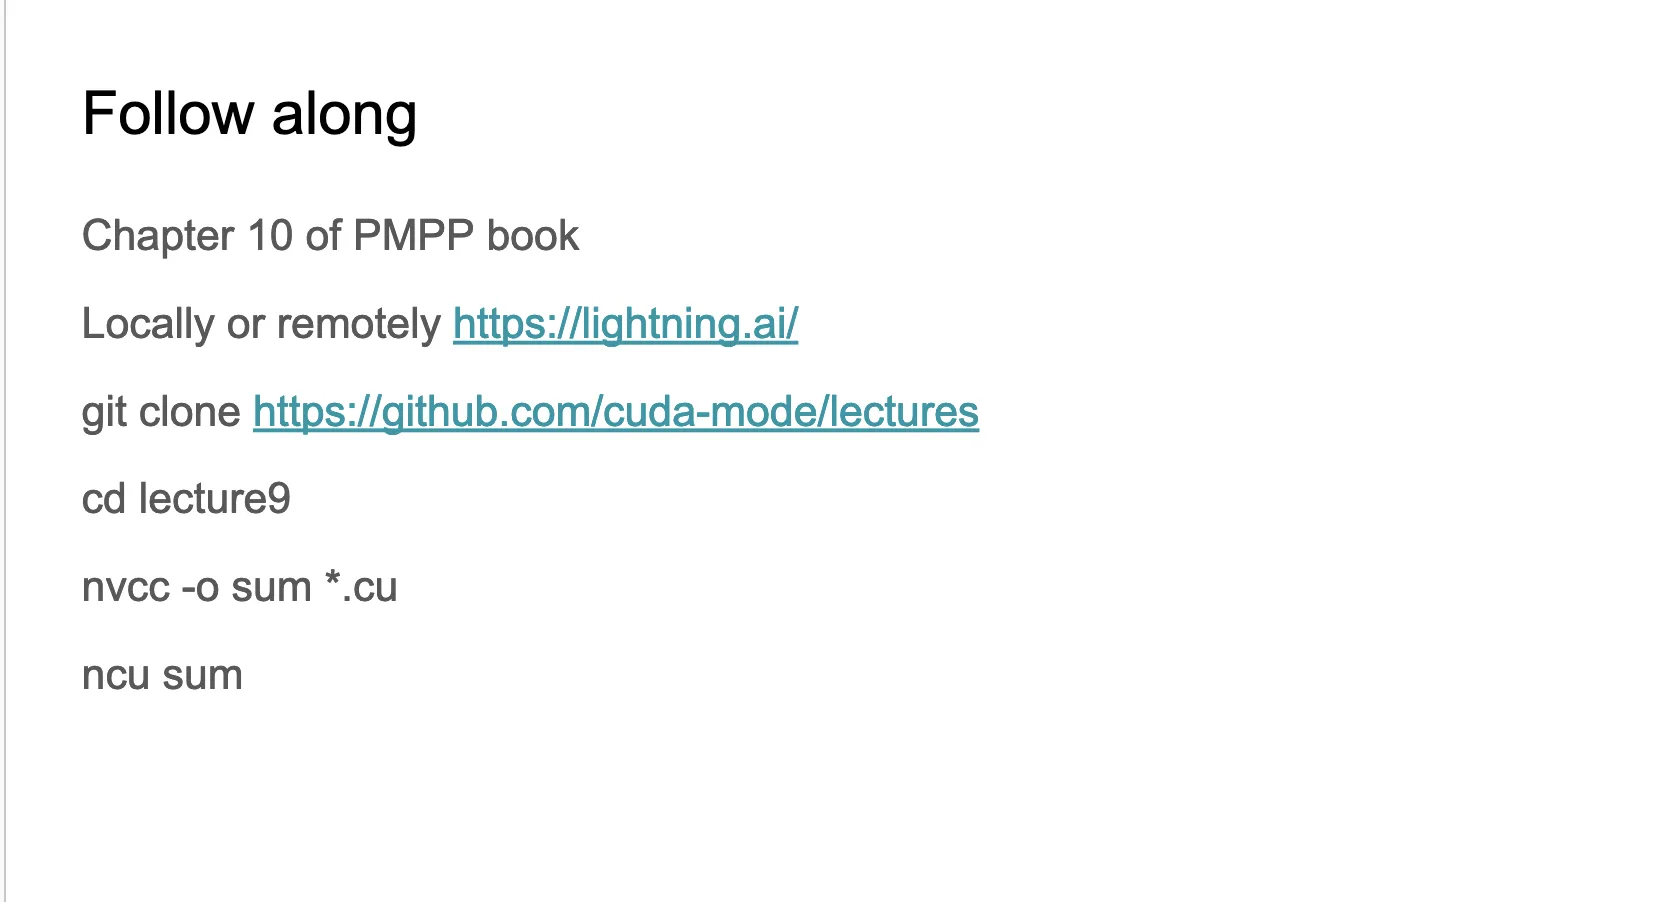 Follow along
Chapter 10 of PMPP book
Locally or remotely https://lightning.ai/
git clone https://github.com/cuda-mode/lectures
cd lecture9
nvcc -o sum *.cu
ncu sum